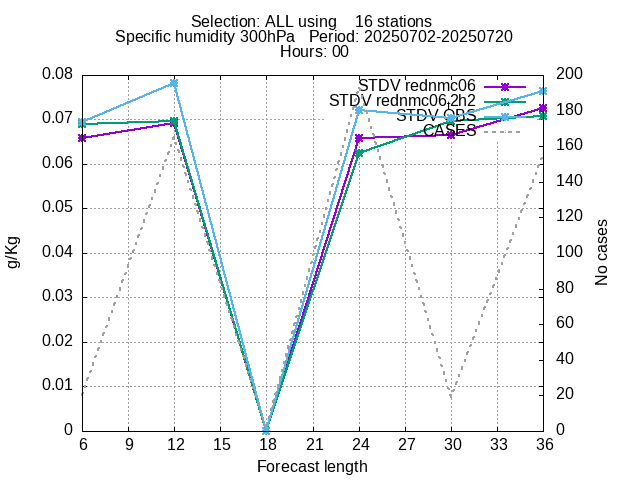 Selection: ALL using 16 stations
Specific humidity 300hPa Period: 20250702-20250720
Hours: 00
STDV rednmc06
STDV rednmc06.2h2
STDV OBS
CASES
0.08
0.07
0.06
0.05
0.04
0.03
0.02
0.01
0
g/Kg
200
180
160
140
120
100
80
60
40
20
0
No cases
6 9 12 15 18 21 24 27 30 33 36
Forecast length